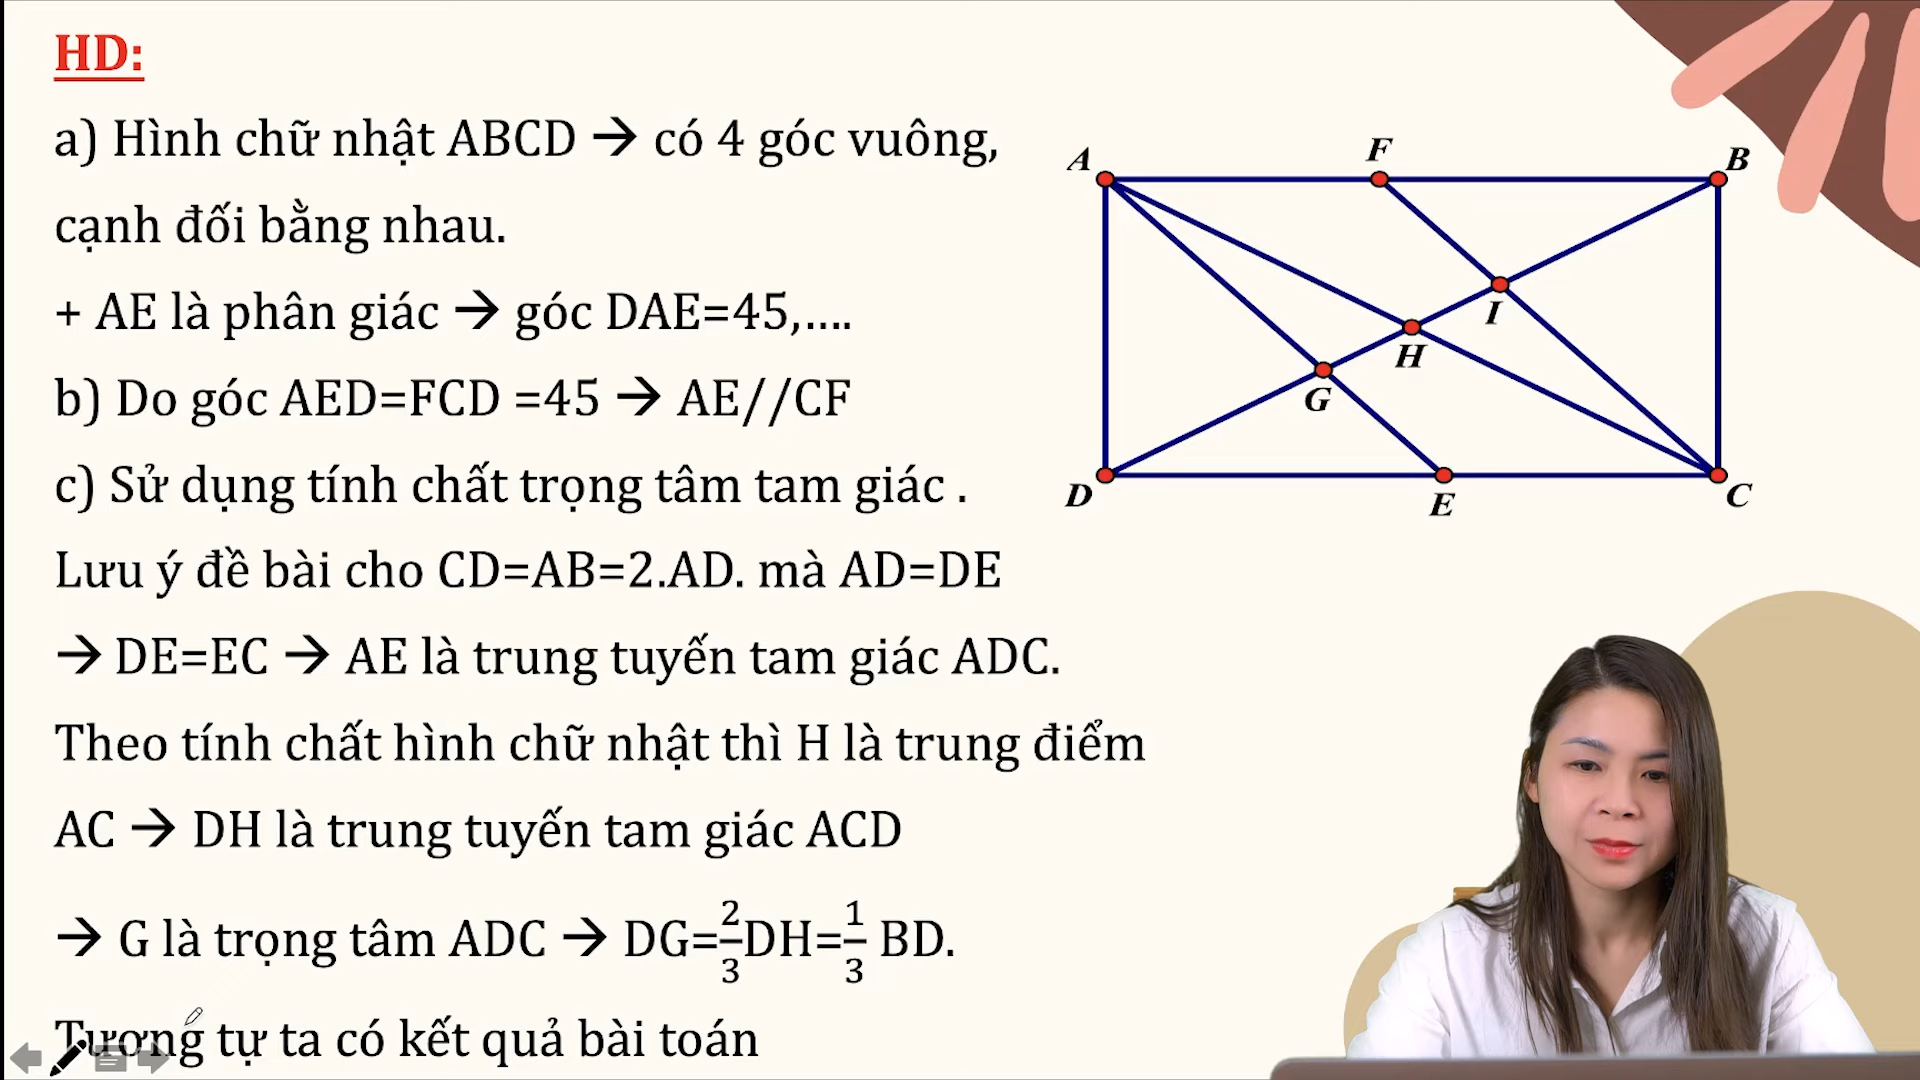 HD:
a) Hình chữ nhật ABCD → có 4 góc vuông,
cạnh đối bằng nhau.
+ AE là phân giác → góc DAE=45,....
b) Do góc AED=FCD =45 → AE//CF
c) Sử dụng tính chất trọng tâm tam giác .
Lưu ý đề bài cho CD=AB=2.AD. mà AD=DE
→ DE=EC → AE là trung tuyến tam giác ADC.
Theo tính chất hình chữ nhật thì H là trung điểm
AC → DH là trung tuyến tam giác ACD
→ G là trọng tâm ADC → DG=2/3DH=1/3 BD.
Tương tự ta có kết quả bài toán
A F B
I
H
G
D E C